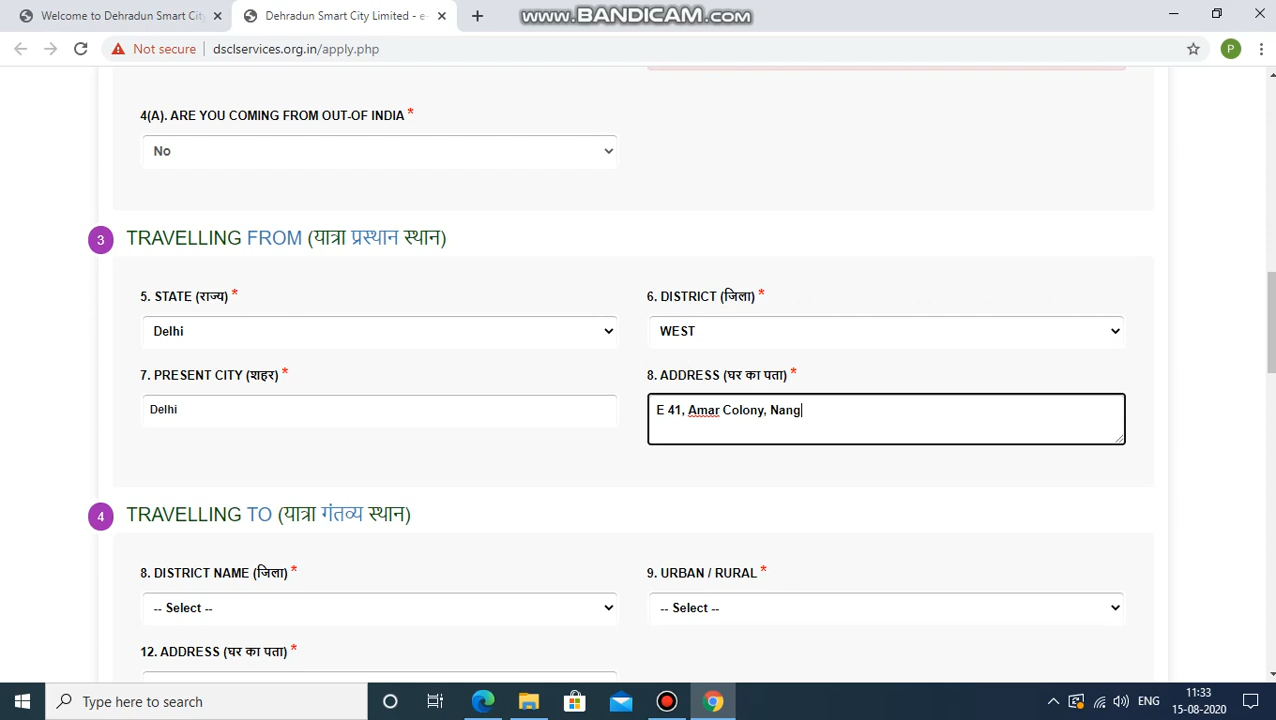 Welcome to Dehradun Smart City
Dehradun Smart City Limited - e-
www.BANDICAM.com
Not secure
dsclservices.org.in/apply.php
P
4(A). ARE YOU COMING FROM OUT-OF INDIA *
No
3
TRAVELLING FROM (यात्रा प्रस्थान स्थान)
5. STATE (राज्य) *
6. DISTRICT (जिला) *
Delhi
WEST
7. PRESENT CITY (शहर) *
8. ADDRESS (घर का पता) *
Delhi
E 41, Amar Colony, Nang
4
TRAVELLING TO (यात्रा गंतव्य स्थान)
8. DISTRICT NAME (जिला) *
9. URBAN / RURAL *
-- Select --
-- Select --
12. ADDRESS (घर का पता) *
Type here to search
ENG
11:33
15-08-2020